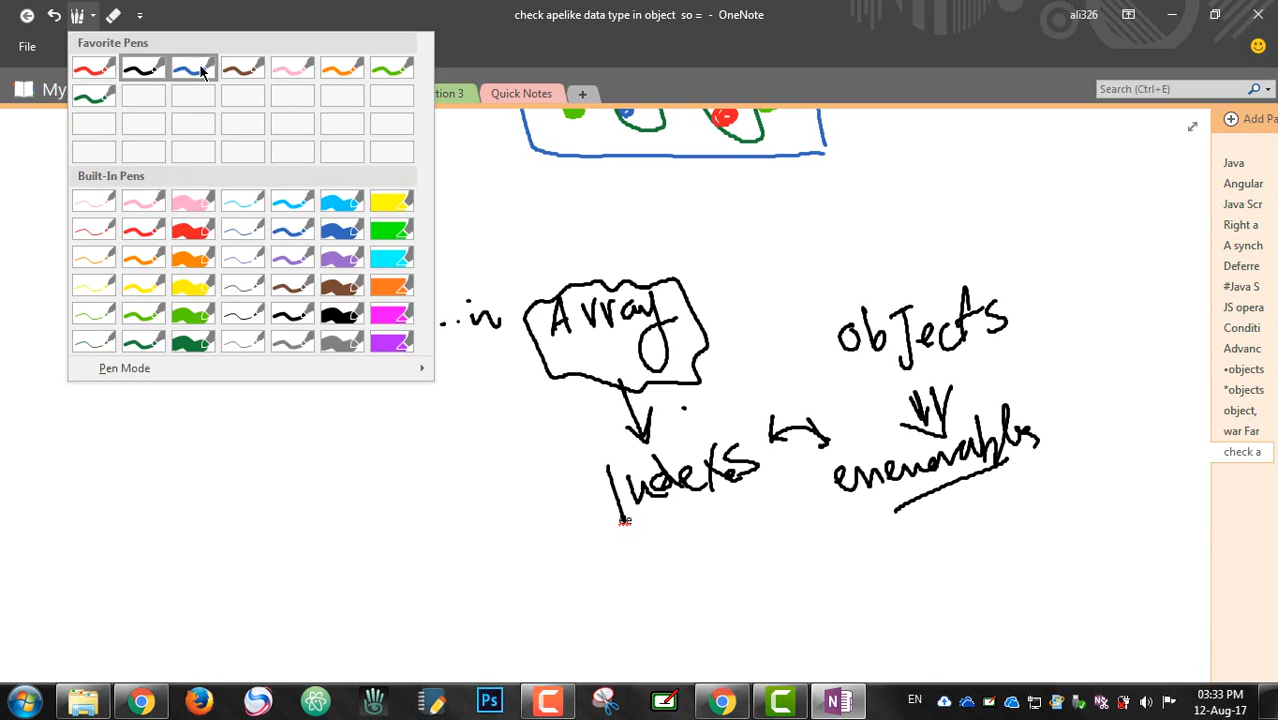 check apelike data type in object so = - OneNote
ali326
File
Favorite Pens
My
tion 3
Quick Notes
Search (Ctrl+E)
Add Pa
Built-In Pens
Pen Mode
Java
Angular
Java Scr
Right a
A synch
Deferre
#Java S
JS opera
Conditi
Advanc
•objects
*objects
object,
war Far
check a
..in Array
objects
Indexes
enenorables
EN
03:33 PM
12-Aug-17